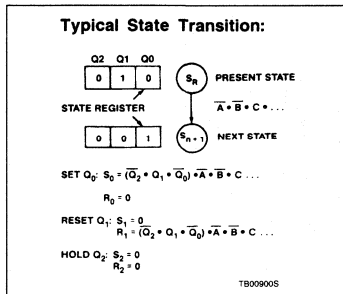 Typical State Transition:
Q2 Q1 Q0
0 1 0 S_R PRESENT STATE
STATE REGISTER A̅ • B̅ • C • . . .
0 0 1 S_{n + 1} NEXT STATE
SET Q₀: S₀ = (Q̅₂ • Q₁ • Q̅₀) • A̅ • B̅ • C . . .
R₀ = 0
RESET Q₁: S₁ = 0
R₁ = (Q̅₂ • Q₁ • Q̅₀) • A̅ • B̅ • C . . .
HOLD Q₂: S₂ = 0
R₂ = 0
TB00900S